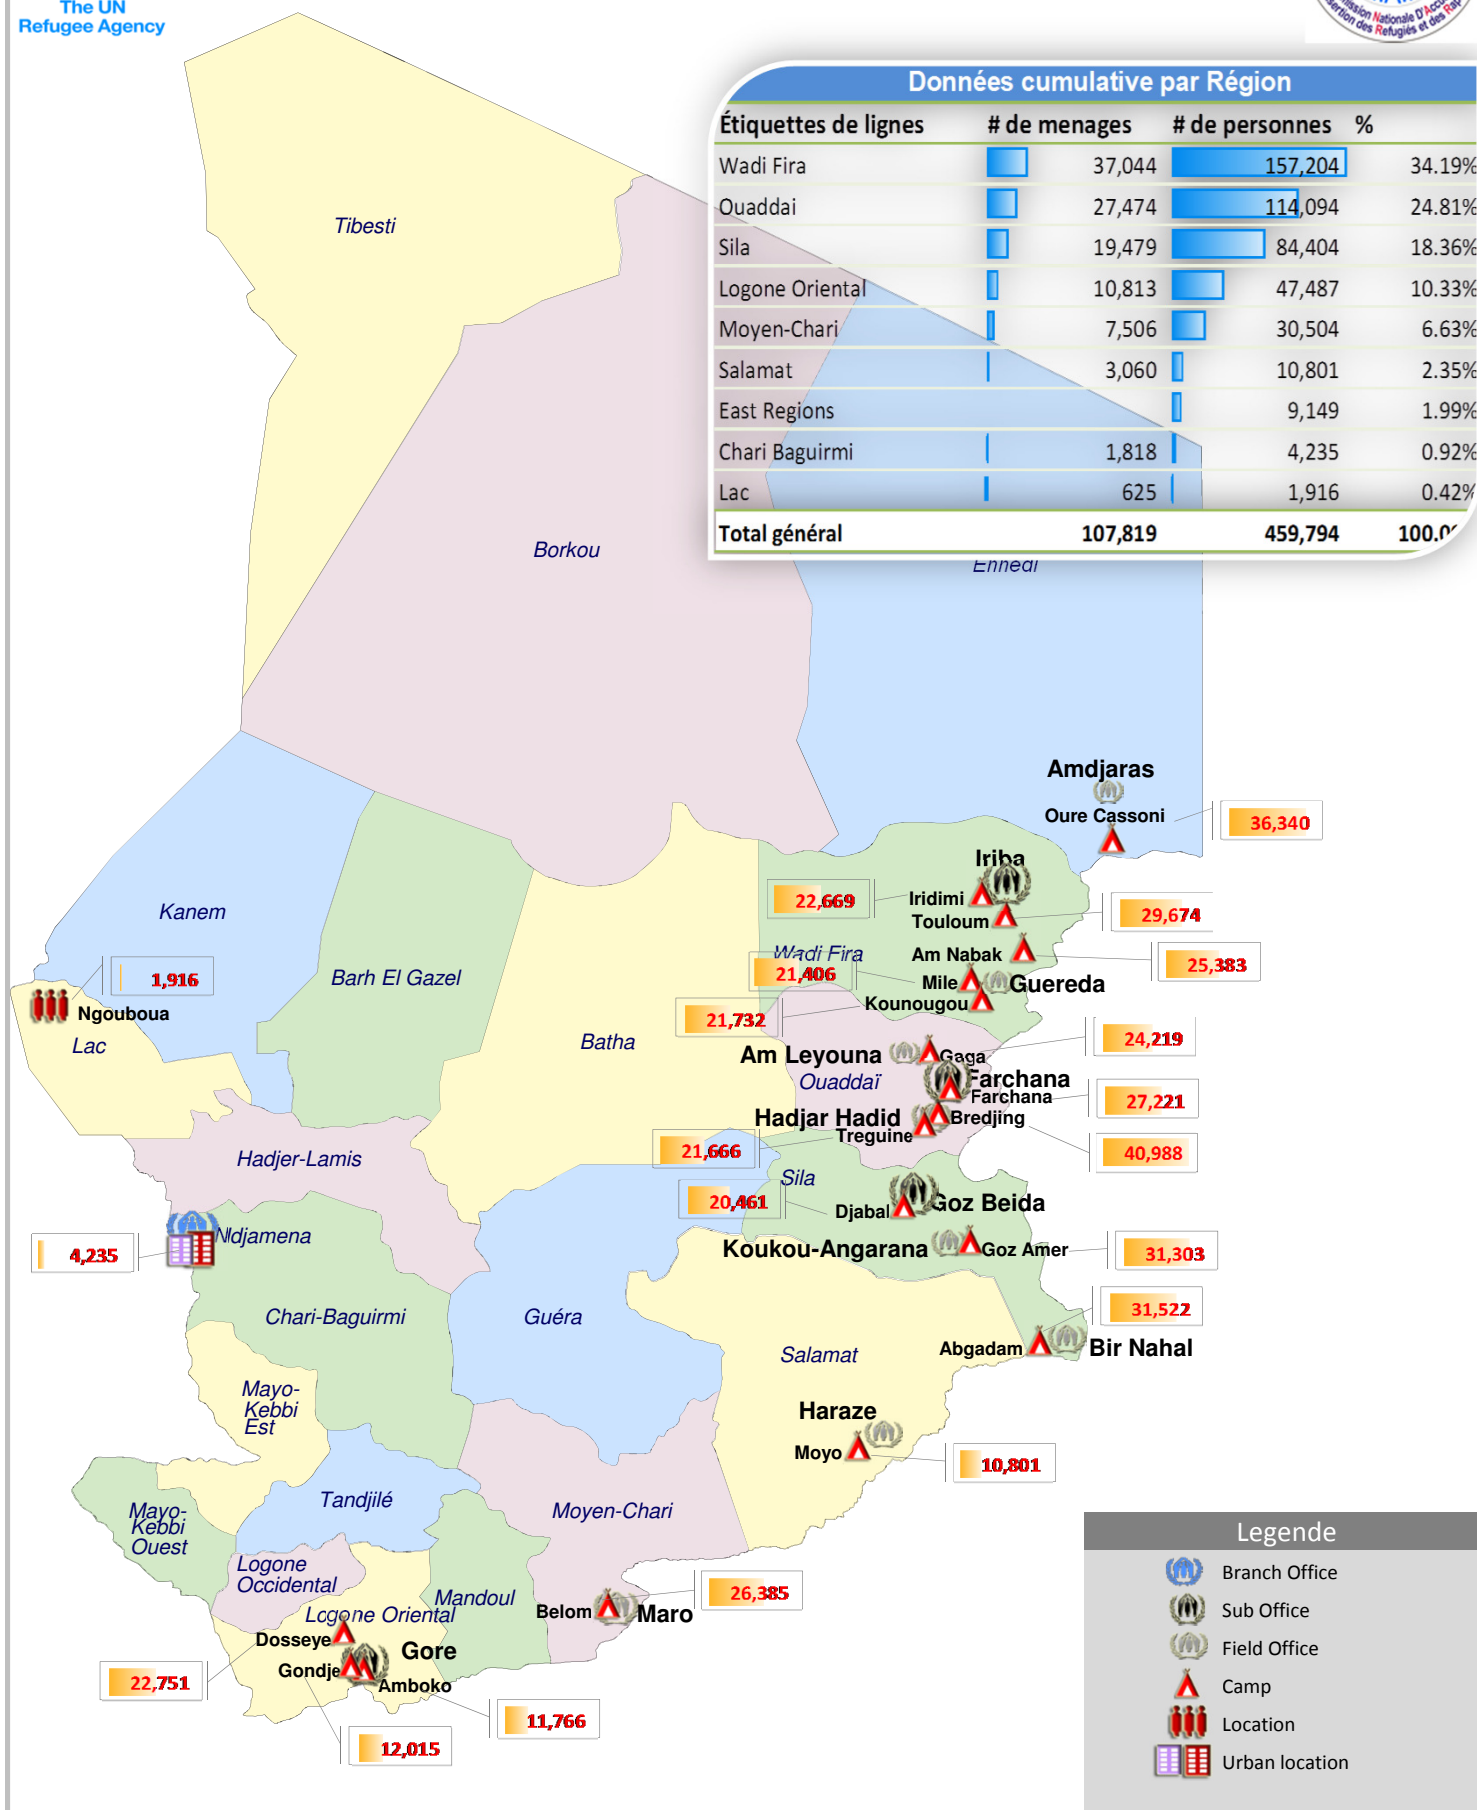 The UN
Refugee Agency
Nationale D'Accu
des Refugiés et des
Données cumulative par Région
Étiquettes de lignes # de menages # de personnes %
Wadi Fira 37,044 157,204 34.19%
Ouaddai 27,474 114,094 24.81%
Sila 19,479 84,404 18.36%
Logone Oriental 10,813 47,487 10.33%
Moyen-Chari 7,506 30,504 6.63%
Salamat 3,060 10,801 2.35%
East Regions 9,149 1.99%
Chari Baguirmi 1,818 4,235 0.92%
Lac 625 1,916 0.42%
Total général 107,819 459,794 100.0
Tibesti
Borkou
Ennedi
Amdjaras
Oure Cassoni
36,340
Iriba
Iridimi
22,669
Touloum
29,674
Kanem
Wadi Fira
Am Nabak
25,383
Barh El Gazel
1,916
21,406
Mile
Guereda
Ngouboua
Kounougou
21,732
Lac
Batha
Am Leyouna
Gaga
24,219
Ouaddaï
Farchana
Farchana
27,221
Hadjar Hadid
Bredjing
Treguine
21,666
40,988
Hadjer-Lamis
Sila
20,461
Djabal
Goz Beida
N'djamena
4,235
Koukou-Angarana
Goz Amer
31,303
Chari-Baguirmi
Guéra
31,522
Abgadam
Bir Nahal
Salamat
Mayo-
Kebbi
Est
Haraze
Moyo
10,801
Tandjilé
Moyen-Chari
Mayo-
Kebbi
Ouest
Logone
Occidental
Mandoul
Logone Oriental
Belom
Maro
26,385
Dosseye
Gore
Gondje
Amboko
22,751
11,766
12,015
Legende
Branch Office
Sub Office
Field Office
Camp
Location
Urban location